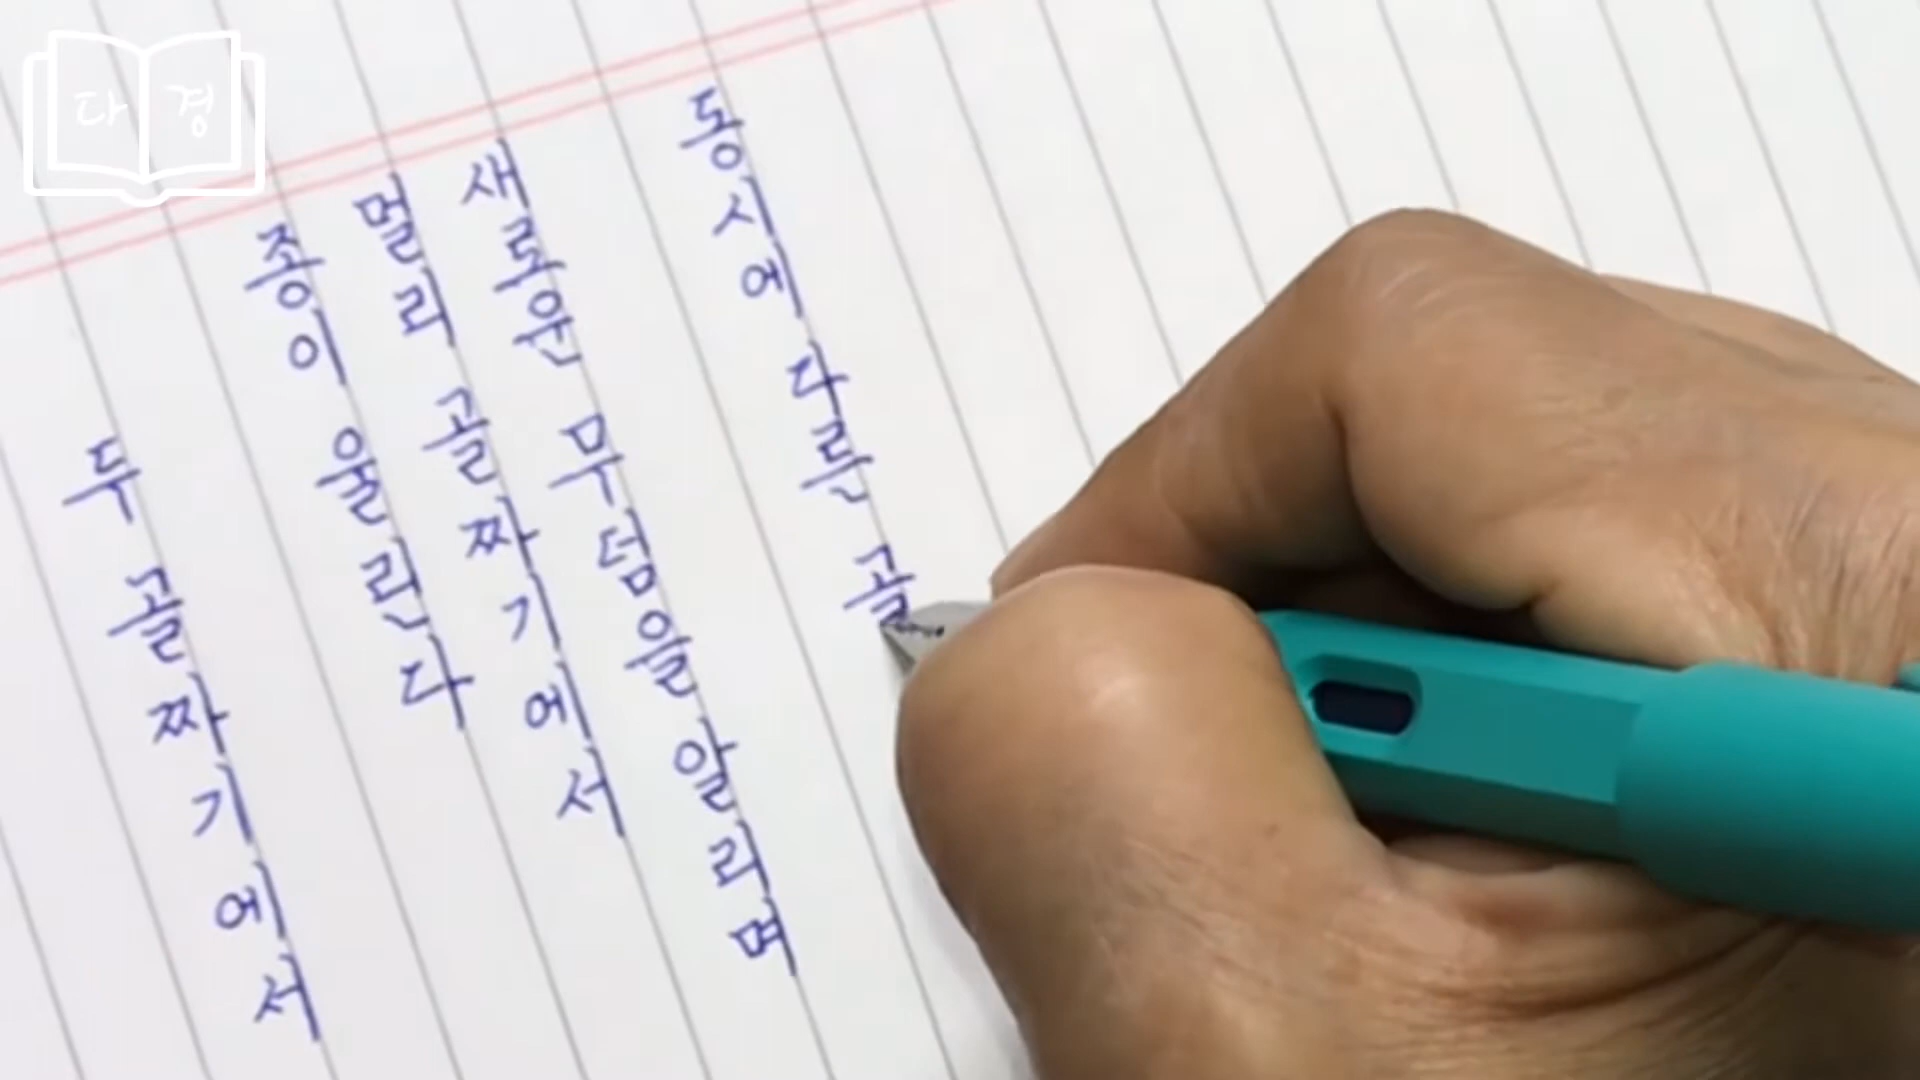 다경
두 골짜기에서
종이 울린다
멀리 골짜기에서
새로운 무덤을 알리며
동시에 다른 골